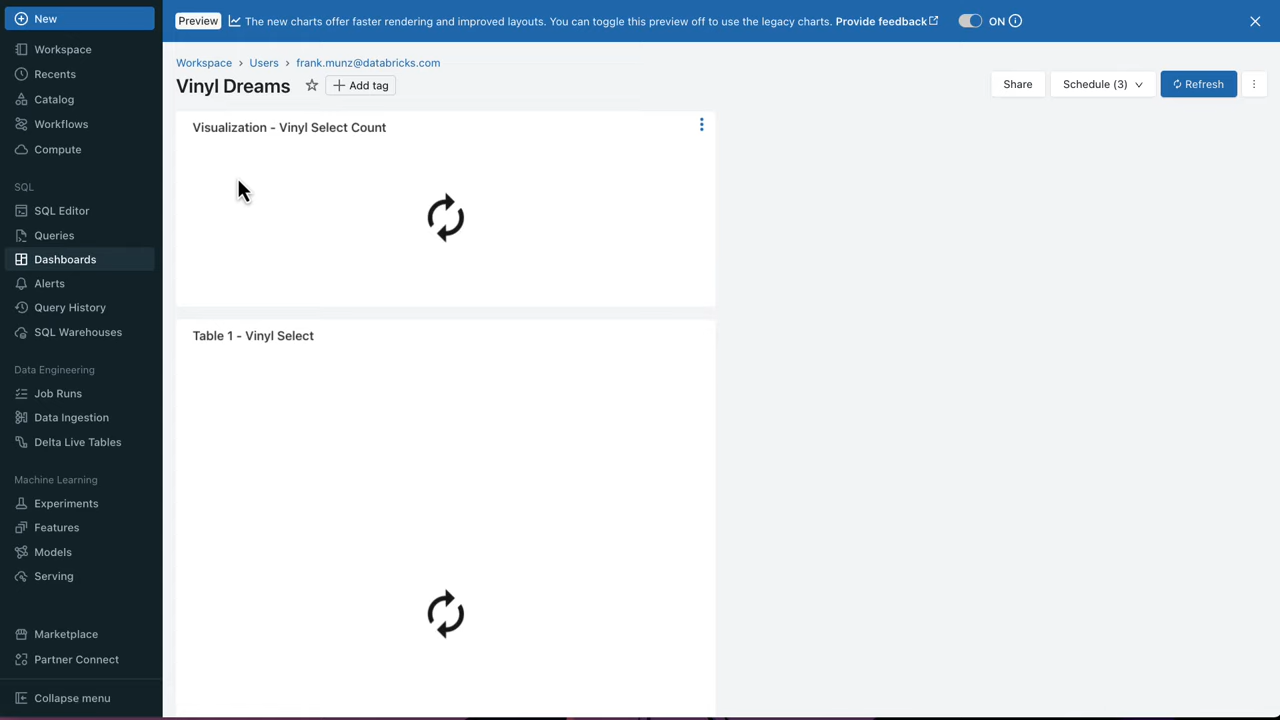 New
Preview The new charts offer faster rendering and improved layouts. You can toggle this preview off to use the legacy charts. Provide feedback ON
Workspace
Recents
Catalog
Workflows
Compute
SQL
SQL Editor
Queries
Dashboards
Alerts
Query History
SQL Warehouses
Data Engineering
Job Runs
Data Ingestion
Delta Live Tables
Machine Learning
Experiments
Features
Models
Serving
Marketplace
Partner Connect
Collapse menu
Workspace > Users > frank.munz@databricks.com
Vinyl Dreams Add tag
Share Schedule (3) Refresh
Visualization - Vinyl Select Count
Table 1 - Vinyl Select